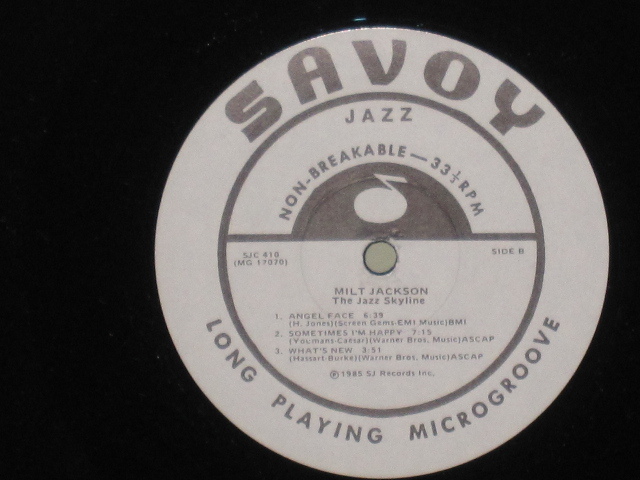 SAVOY
JAZZ
NON-BREAKABLE — 33⅓ RPM
SJC 410
(MG 12070)
SIDE B
MILT JACKSON
The Jazz Skyline
1. ANGEL FACE 6:39
(H. Jones)(Screen Gems-EMI Music)BMI
2. SOMETIMES I'M HAPPY 7:15
(Youmans-Caesar)(Warner Bros. Music)ASCAP
3. WHAT'S NEW 3:51
(Hassart-Burke)(Warner Bros. Music)ASCAP
℗1985 SJ Records Inc.
LONG PLAYING MICROGROOVE